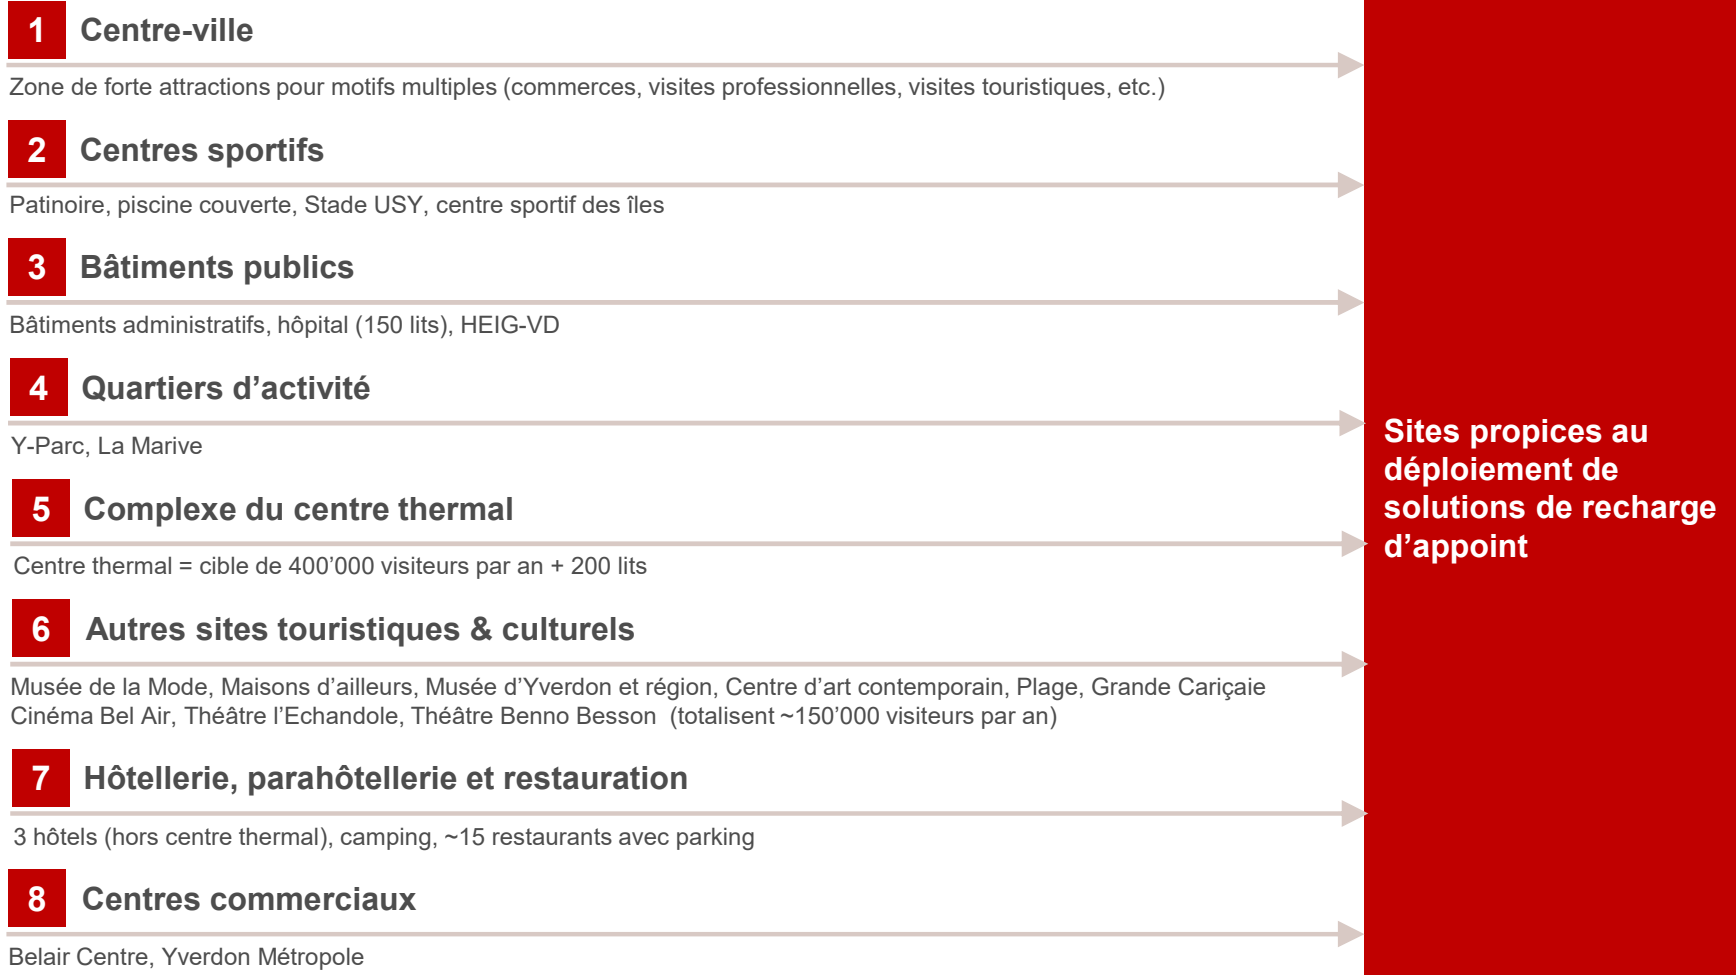 1 Centre-ville
Zone de forte attractions pour motifs multiples (commerces, visites professionnelles, visites touristiques, etc.)
2 Centres sportifs
Patinoire, piscine couverte, Stade USY, centre sportif des îles
3 Bâtiments publics
Bâtiments administratifs, hôpital (150 lits), HEIG-VD
4 Quartiers d’activité
Y-Parc, La Marive
5 Complexe du centre thermal
Centre thermal = cible de 400’000 visiteurs par an + 200 lits
6 Autres sites touristiques & culturels
Musée de la Mode, Maisons d’ailleurs, Musée d’Yverdon et région, Centre d’art contemporain, Plage, Grande Cariçaie
Cinéma Bel Air, Théâtre l’Echandole, Théâtre Benno Besson (totalisent ~150’000 visiteurs par an)
7 Hôtellerie, parahôtellerie et restauration
3 hôtels (hors centre thermal), camping, ~15 restaurants avec parking
8 Centres commerciaux
Belair Centre, Yverdon Métropole
Sites propices au
déploiement de
solutions de recharge
d’appoint